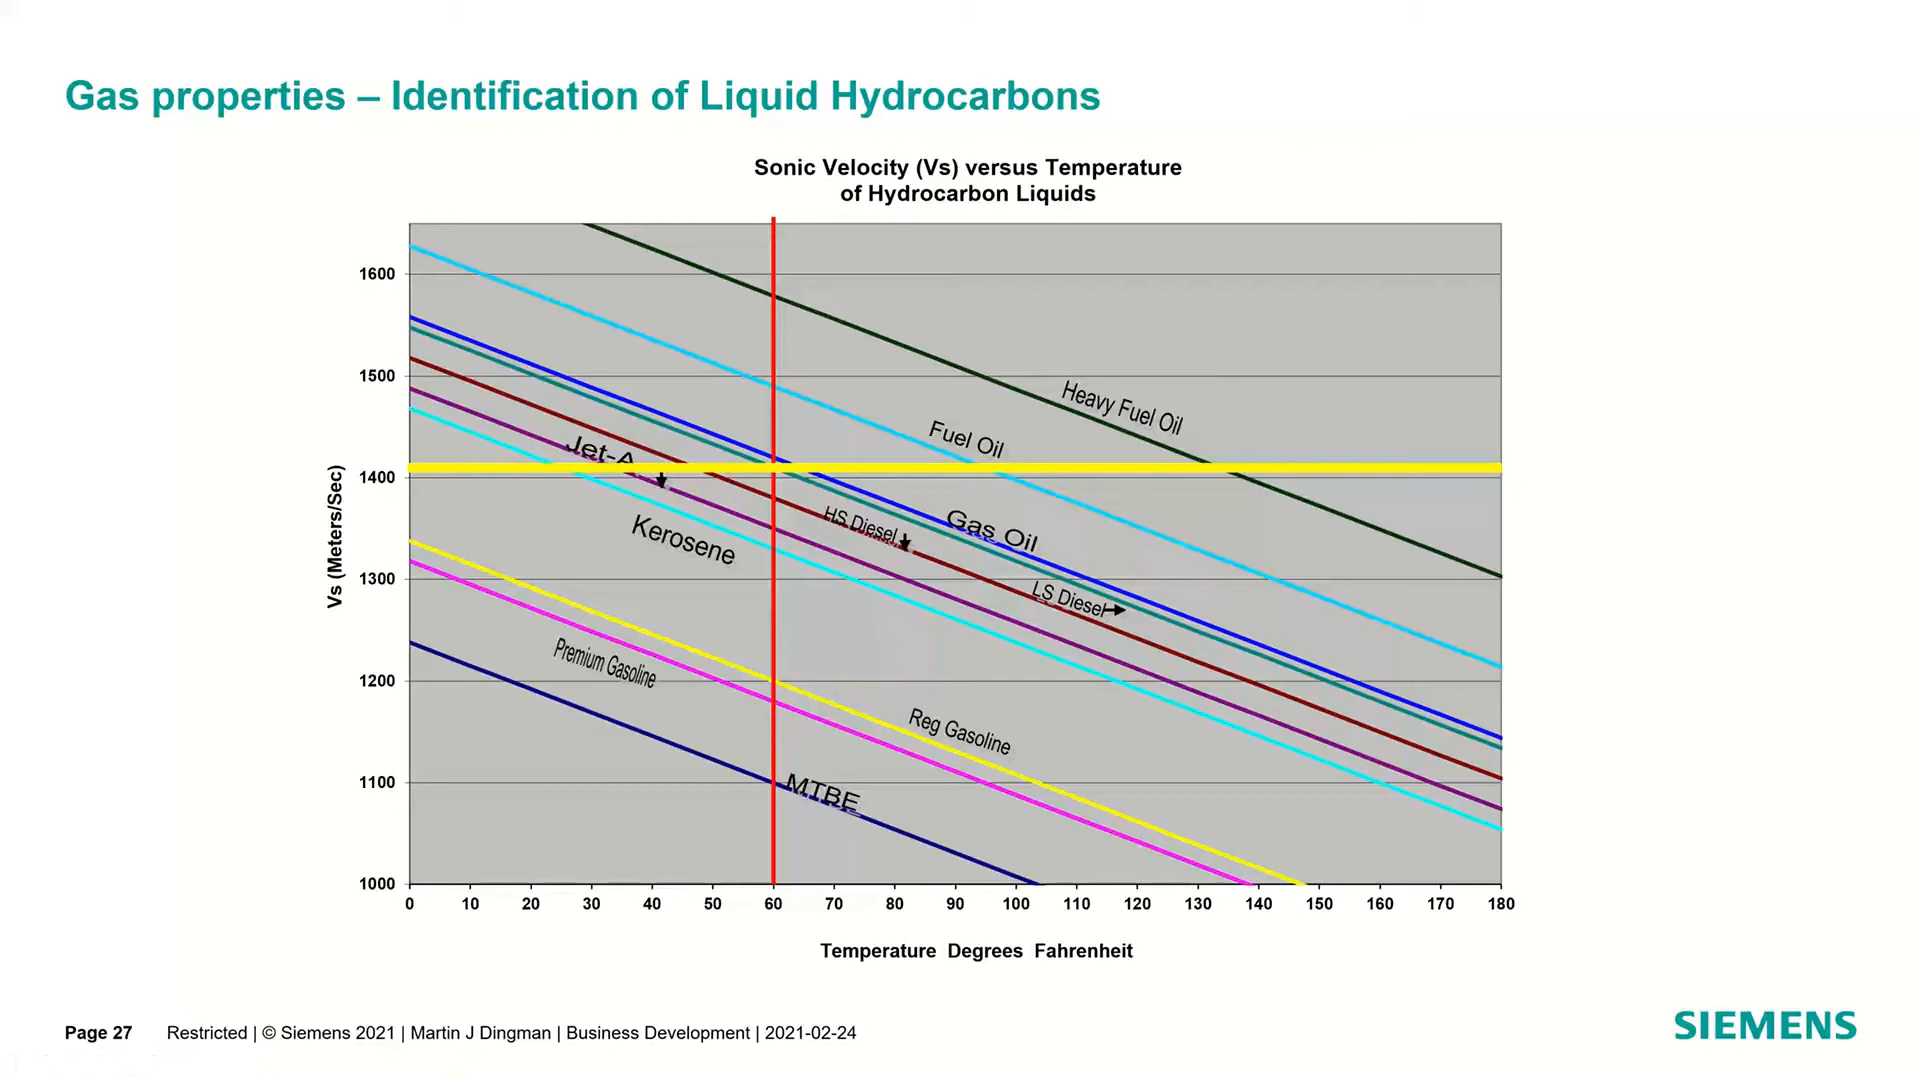 Gas properties – Identification of Liquid Hydrocarbons
Sonic Velocity (Vs) versus Temperature
of Hydrocarbon Liquids
Vs (Meters/Sec)
1600
1500
1400
1300
1200
1100
1000
Heavy Fuel Oil
Fuel Oil
Jet-A
HS Diesel
Gas Oil
Kerosene
LS Diesel
Premium Gasoline
Reg Gasoline
MTBE
0 10 20 30 40 50 60 70 80 90 100 110 120 130 140 150 160 170 180
Temperature Degrees Fahrenheit
Page 27 Restricted | © Siemens 2021 | Martin J Dingman | Business Development | 2021-02-24
SIEMENS